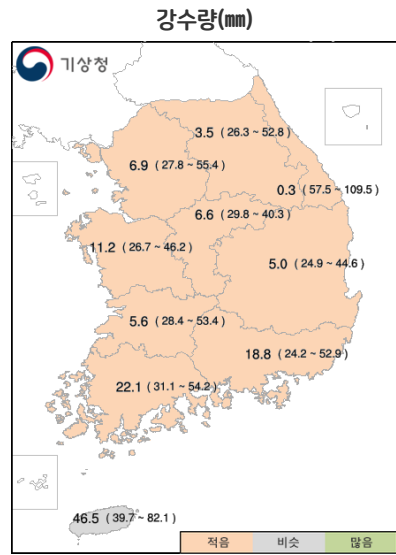 강수량(㎜)
기상청
3.5 ( 26.3 ~ 52.8 )
6.9 ( 27.8 ~ 55.4 )
0.3 ( 57.5 ~ 109.5 )
6.6 ( 29.8 ~ 40.3 )
11.2 ( 26.7 ~ 46.2 )
5.0 ( 24.9 ~ 44.6 )
5.6 ( 28.4 ~ 53.4 )
18.8 ( 24.2 ~ 52.9 )
22.1 ( 31.1 ~ 54.2 )
46.5 ( 39.7 ~ 82.1 )
적음 비슷 많음